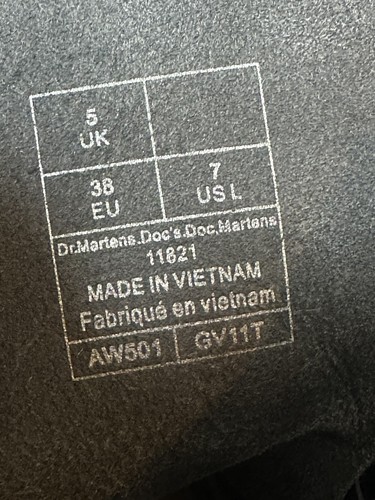 5
UK
38
EU
7
US L
Dr.Martens.Doc's.Doc.Martens
11821
MADE IN VIETNAM
Fabriqué en vietnam
AW501
GV11T